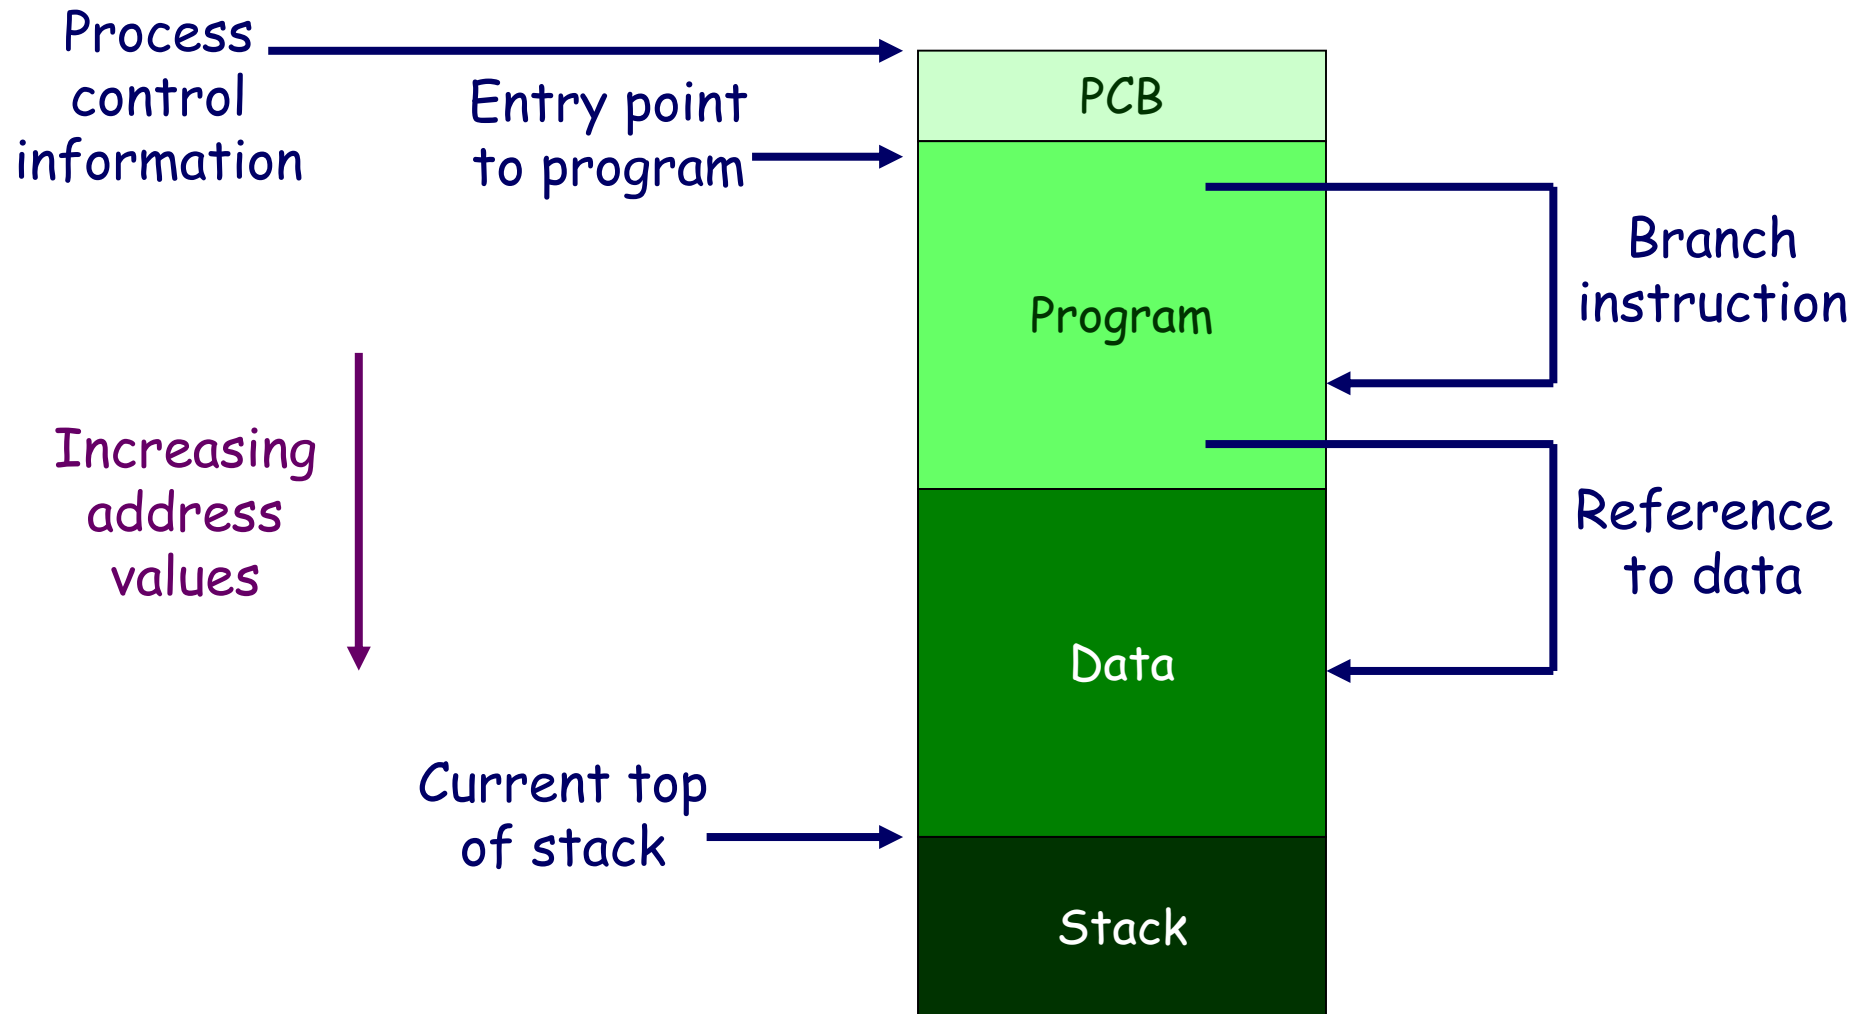 Process
control
information
Entry point
to program
PCB
Program
Branch
instruction
Increasing
address
values
Reference
to data
Data
Current top
of stack
Stack